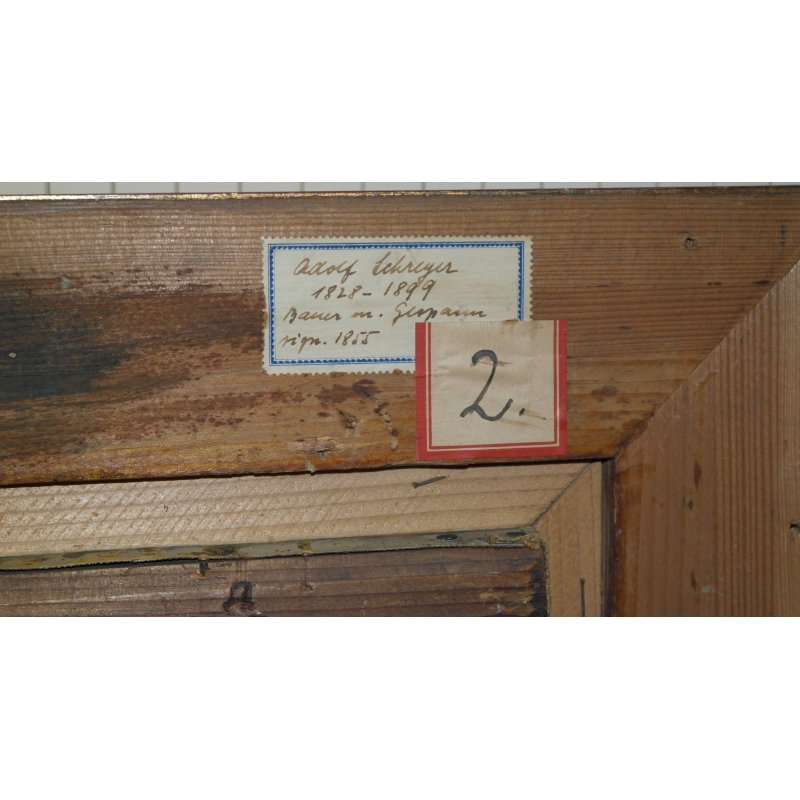 Adolf Schreyer
1828 - 1899
Bauer m. Gespann
sign. 1855
2.